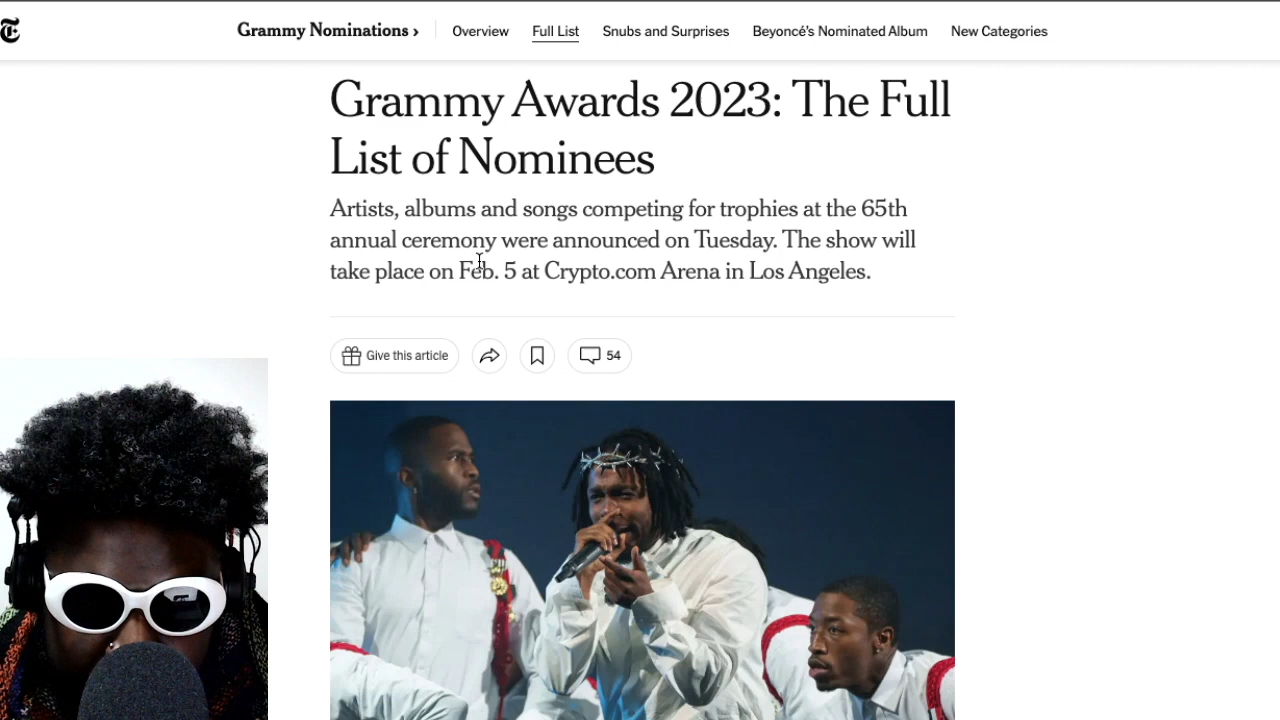 Grammy Nominations › Overview Full List Snubs and Surprises Beyoncé's Nominated Album New Categories
Grammy Awards 2023: The Full
List of Nominees
Artists, albums and songs competing for trophies at the 65th
annual ceremony were announced on Tuesday. The show will
take place on Feb. 5 at Crypto.com Arena in Los Angeles.
Give this article 54